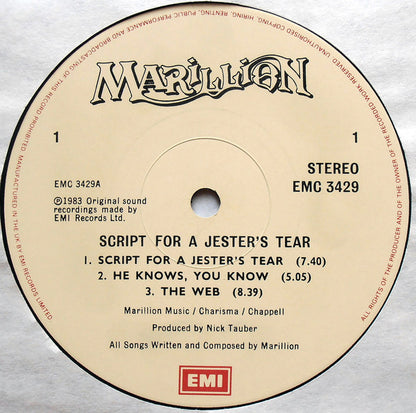 ALL RIGHTS OF THE PRODUCER AND OF THE OWNER OF THE RECORDED WORK RESERVED. UNAUTHORISED COPYING, HIRING, RENTING, PUBLIC PERFORMANCE AND BROADCASTING OF THIS RECORD PROHIBITED. MANUFACTURED IN THE UK BY EMI RECORDS LIMITED
MARILLION
1
1
STEREO
EMC 3429A
EMC 3429
℗1983 Original sound
recordings made by
EMI Records Ltd.
SCRIPT FOR A JESTER'S TEAR
1. SCRIPT FOR A JESTER'S TEAR (7.40)
2. HE KNOWS, YOU KNOW (5.05)
3. THE WEB (8.39)
Marillion Music / Charisma / Chappell
Produced by Nick Tauber
All Songs Written and Composed by Marillion
EMI